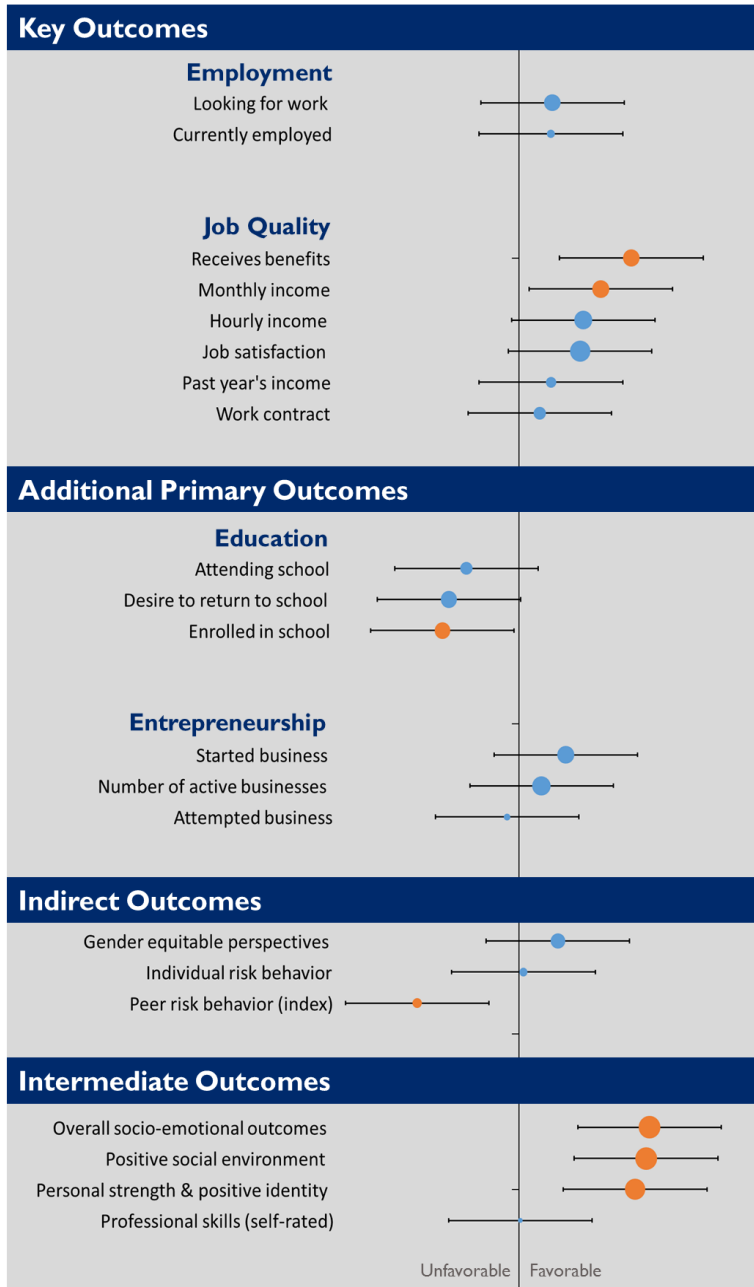 Key Outcomes
Employment
Looking for work
Currently employed
Job Quality
Receives benefits
Monthly income
Hourly income
Job satisfaction
Past year's income
Work contract
Additional Primary Outcomes
Education
Attending school
Desire to return to school
Enrolled in school
Entrepreneurship
Started business
Number of active businesses
Attempted business
Indirect Outcomes
Gender equitable perspectives
Individual risk behavior
Peer risk behavior (index)
Intermediate Outcomes
Overall socio-emotional outcomes
Positive social environment
Personal strength & positive identity
Professional skills (self-rated)
Unfavorable Favorable